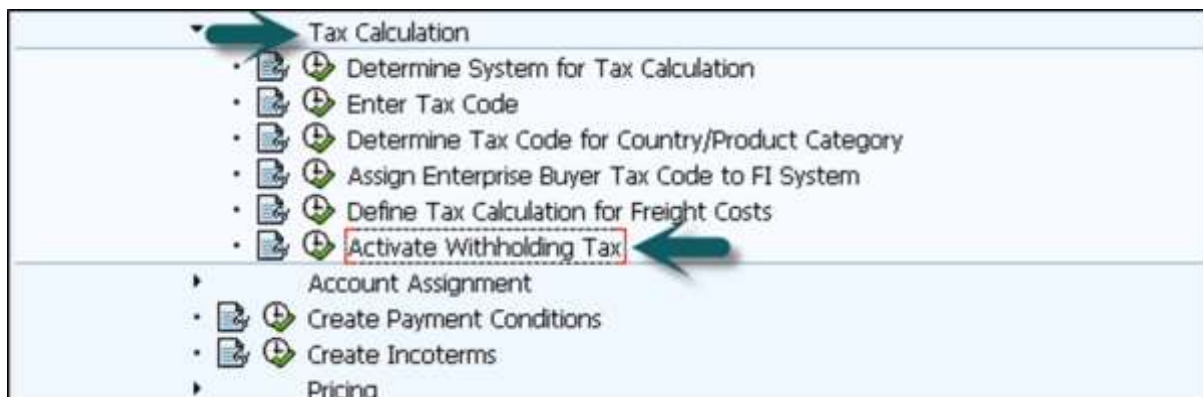 Tax Calculation
Determine System for Tax Calculation
Enter Tax Code
Determine Tax Code for Country/Product Category
Assign Enterprise Buyer Tax Code to FI System
Define Tax Calculation for Freight Costs
Activate Withholding Tax
Account Assignment
Create Payment Conditions
Create Incoterms
Pricing